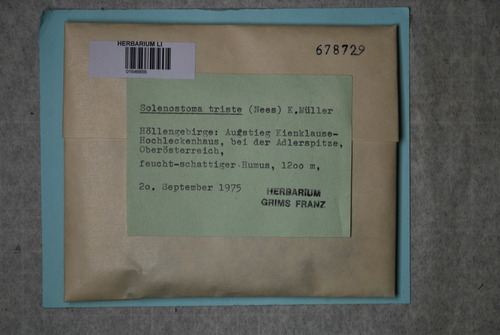 HERBARIUM LI
678729
Solenostoma triste (Nees) K.Müller
Höllengebirge: Aufstieg Kienklause-
Hochleckenhaus, bei der Adlerspitze,
Oberösterreich,
feucht-schattiger Humus, 1200 m,
20. September 1975
HERBARIUM
GRIMS FRANZ